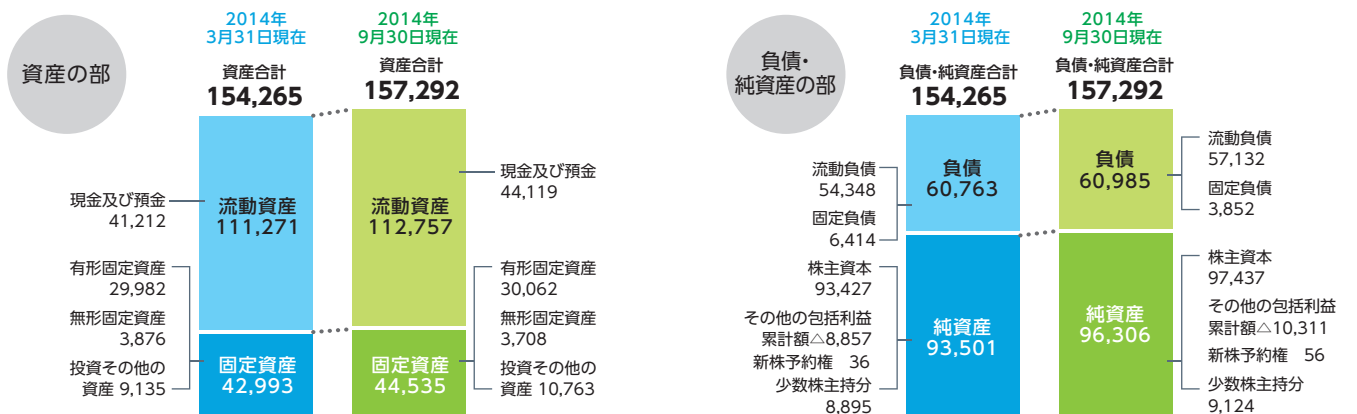 資産の部
2014年
3月31日現在
資産合計
154,265
2014年
9月30日現在
資産合計
157,292
現金及び預金
41,212
流動資産
111,271
流動資産
112,757
現金及び預金
44,119
有形固定資産
29,982
無形固定資産
3,876
投資その他の
資産 9,135
固定資産
42,993
固定資産
44,535
有形固定資産
30,062
無形固定資産
3,708
投資その他の
資産 10,763
負債・
純資産の部
2014年
3月31日現在
負債・純資産合計
154,265
2014年
9月30日現在
負債・純資産合計
157,292
流動負債
54,348
固定負債
6,414
負債
60,763
負債
60,985
流動負債
57,132
固定負債
3,852
株主資本
93,427
その他の包括利益
累計額△8,857
新株予約権 36
少数株主持分
8,895
純資産
93,501
純資産
96,306
株主資本
97,437
その他の包括利益
累計額△10,311
新株予約権 56
少数株主持分
9,124